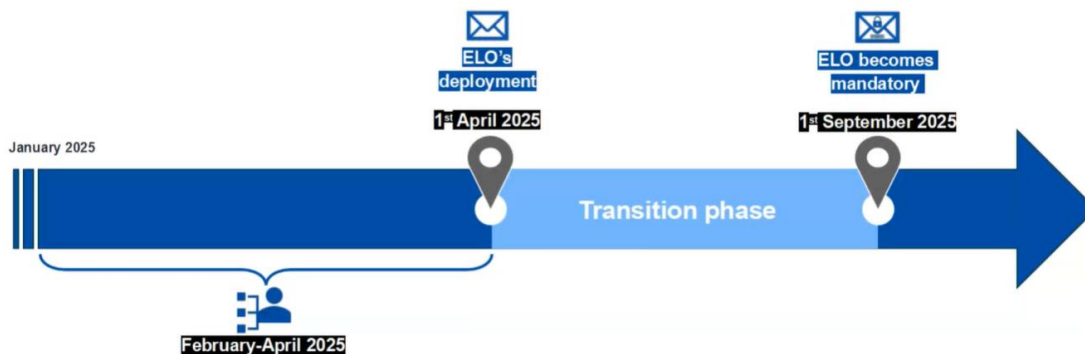 ELO's
deployment
1st April 2025
ELO becomes
mandatory
1st September 2025
January 2025
Transition phase
February-April 2025